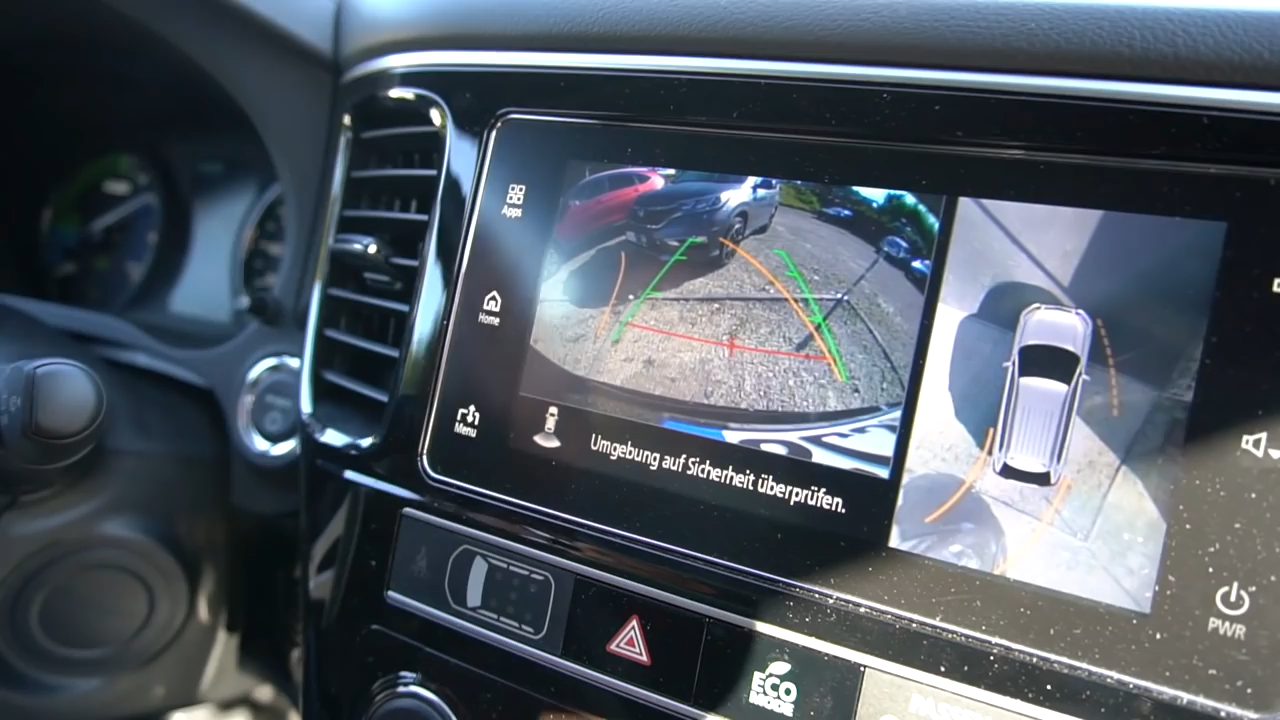 Apps
Home
Menu
Umgebung auf Sicherheit überprüfen.
PWR
ECO
MODE